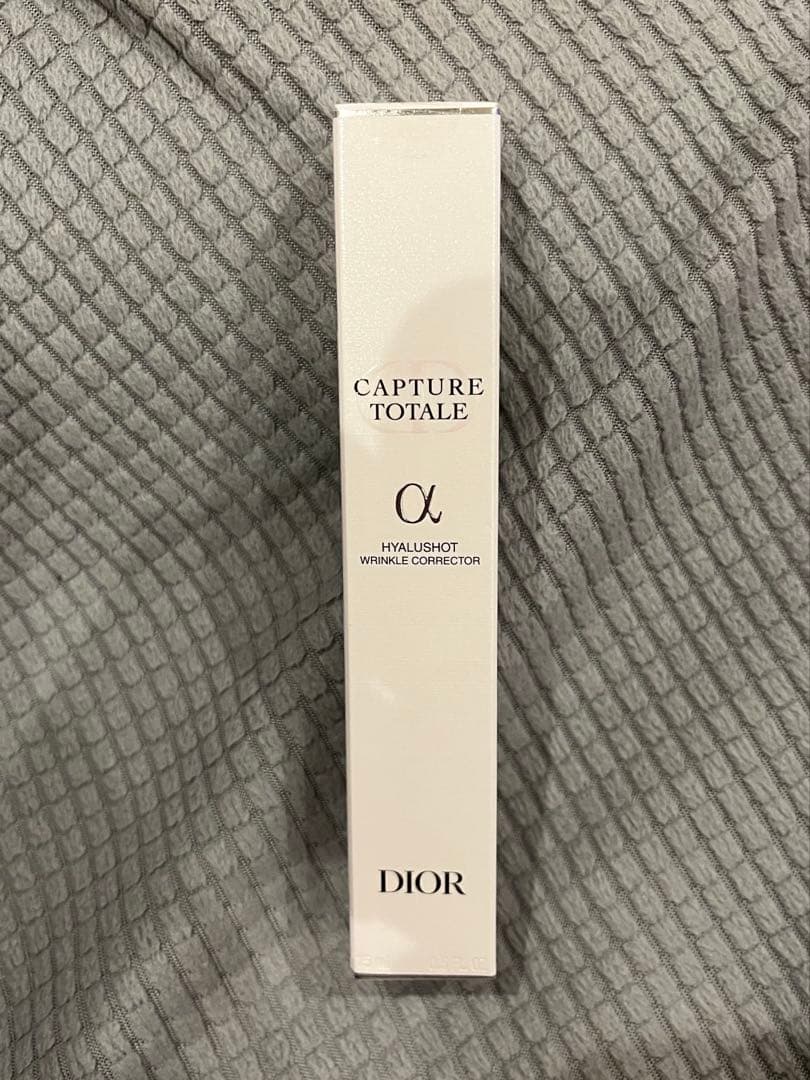 CAPTURE
TOTALE
α
HYALUSHOT
WRINKLE CORRECTOR
DIOR